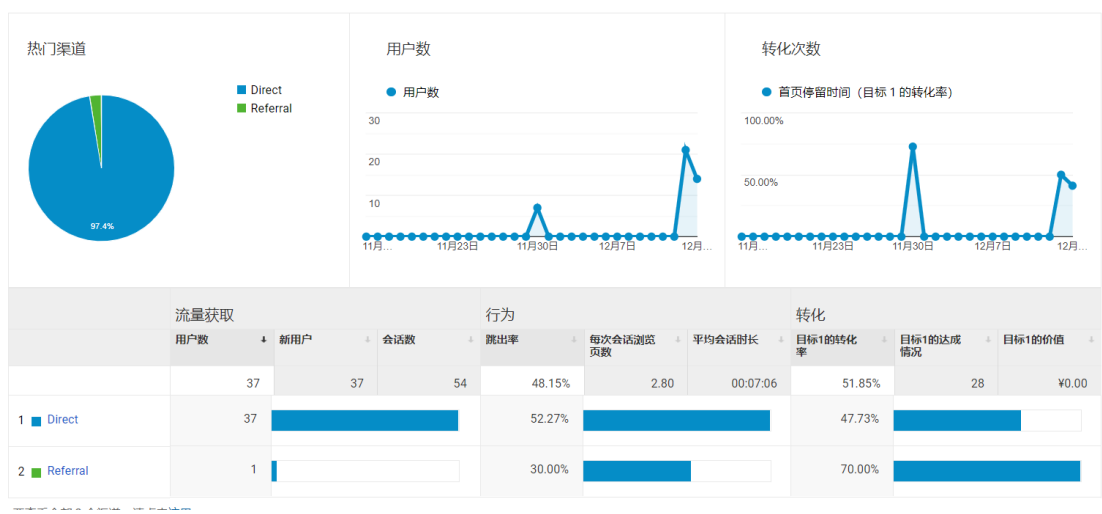 热门渠道
Direct
Referral
97.4%
用户数
用户数
30
20
10
11月...
11月23日
11月30日
12月7日
12月...
转化次数
首页停留时间（目标 1 的转化率）
100.00%
50.00%
11月...
11月23日
11月30日
12月7日
12月...
流量获取 行为 转化
用户数 新用户 会话数 跳出率 每次会话浏览页数 平均会话时长 目标1的转化率 目标1的达成情况 目标1的价值
37 37 54 48.15% 2.80 00:07:06 51.85% 28 ¥0.00
1 Direct 37 52.27% 47.73%
2 Referral 1 30.00% 70.00%